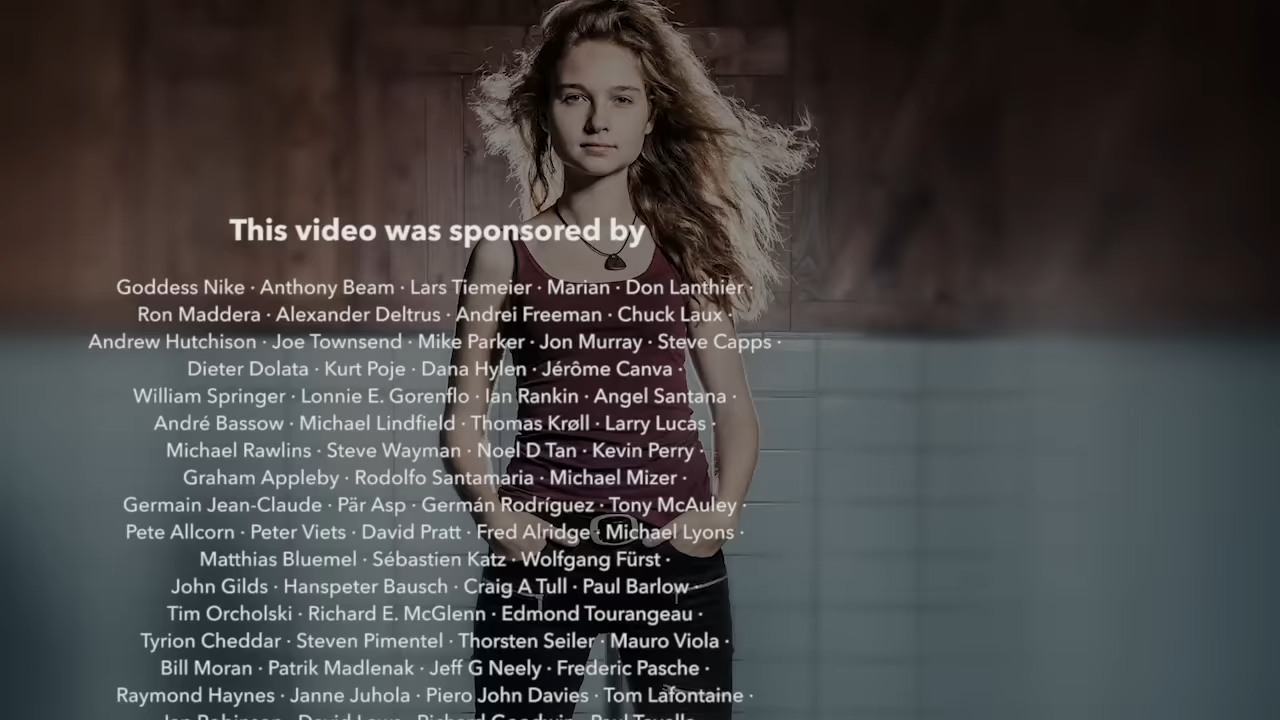 This video was sponsored by
Goddess Nike · Anthony Beam · Lars Tiemeier · Marian · Don Lanthier ·
Ron Maddera · Alexander Deltrus · Andrei Freeman · Chuck Laux ·
Andrew Hutchison · Joe Townsend · Mike Parker · Jon Murray · Steve Capps ·
Dieter Dolata · Kurt Poje · Dana Hylen · Jérôme Canva ·
William Springer · Lonnie E. Gorenflo · Ian Rankin · Angel Santana ·
André Bassow · Michael Lindfield · Thomas Krøll · Larry Lucas ·
Michael Rawlins · Steve Wayman · Noel D Tan · Kevin Perry ·
Graham Appleby · Rodolfo Santamaria · Michael Mizer ·
Germain Jean-Claude · Pär Asp · Germán Rodríguez · Tony McAuley ·
Pete Allcorn · Peter Viets · David Pratt · Fred Alridge · Michael Lyons ·
Matthias Bluemel · Sébastien Katz · Wolfgang Fürst ·
John Gilds · Hanspeter Bausch · Craig A Tull · Paul Barlow ·
Tim Orcholski · Richard E. McGlenn · Edmond Tourangeau ·
Tyrion Cheddar · Steven Pimentel · Thorsten Seiler · Mauro Viola ·
Bill Moran · Patrik Madlenak · Jeff G Neely · Frederic Pasche ·
Raymond Haynes · Janne Juhola · Piero John Davies · Tom Lafontaine ·